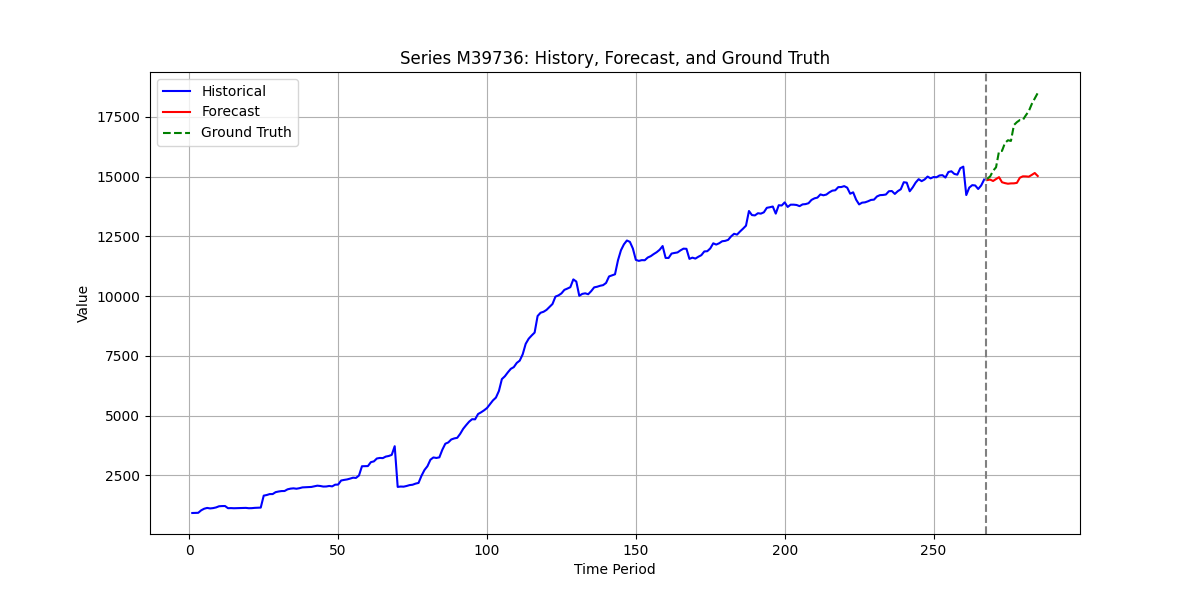 Series M39736: History, Forecast, and Ground Truth
Historical
Forecast
Ground Truth
17500
15000
12500
10000
7500
5000
2500
Value
0 50 100 150 200 250
Time Period